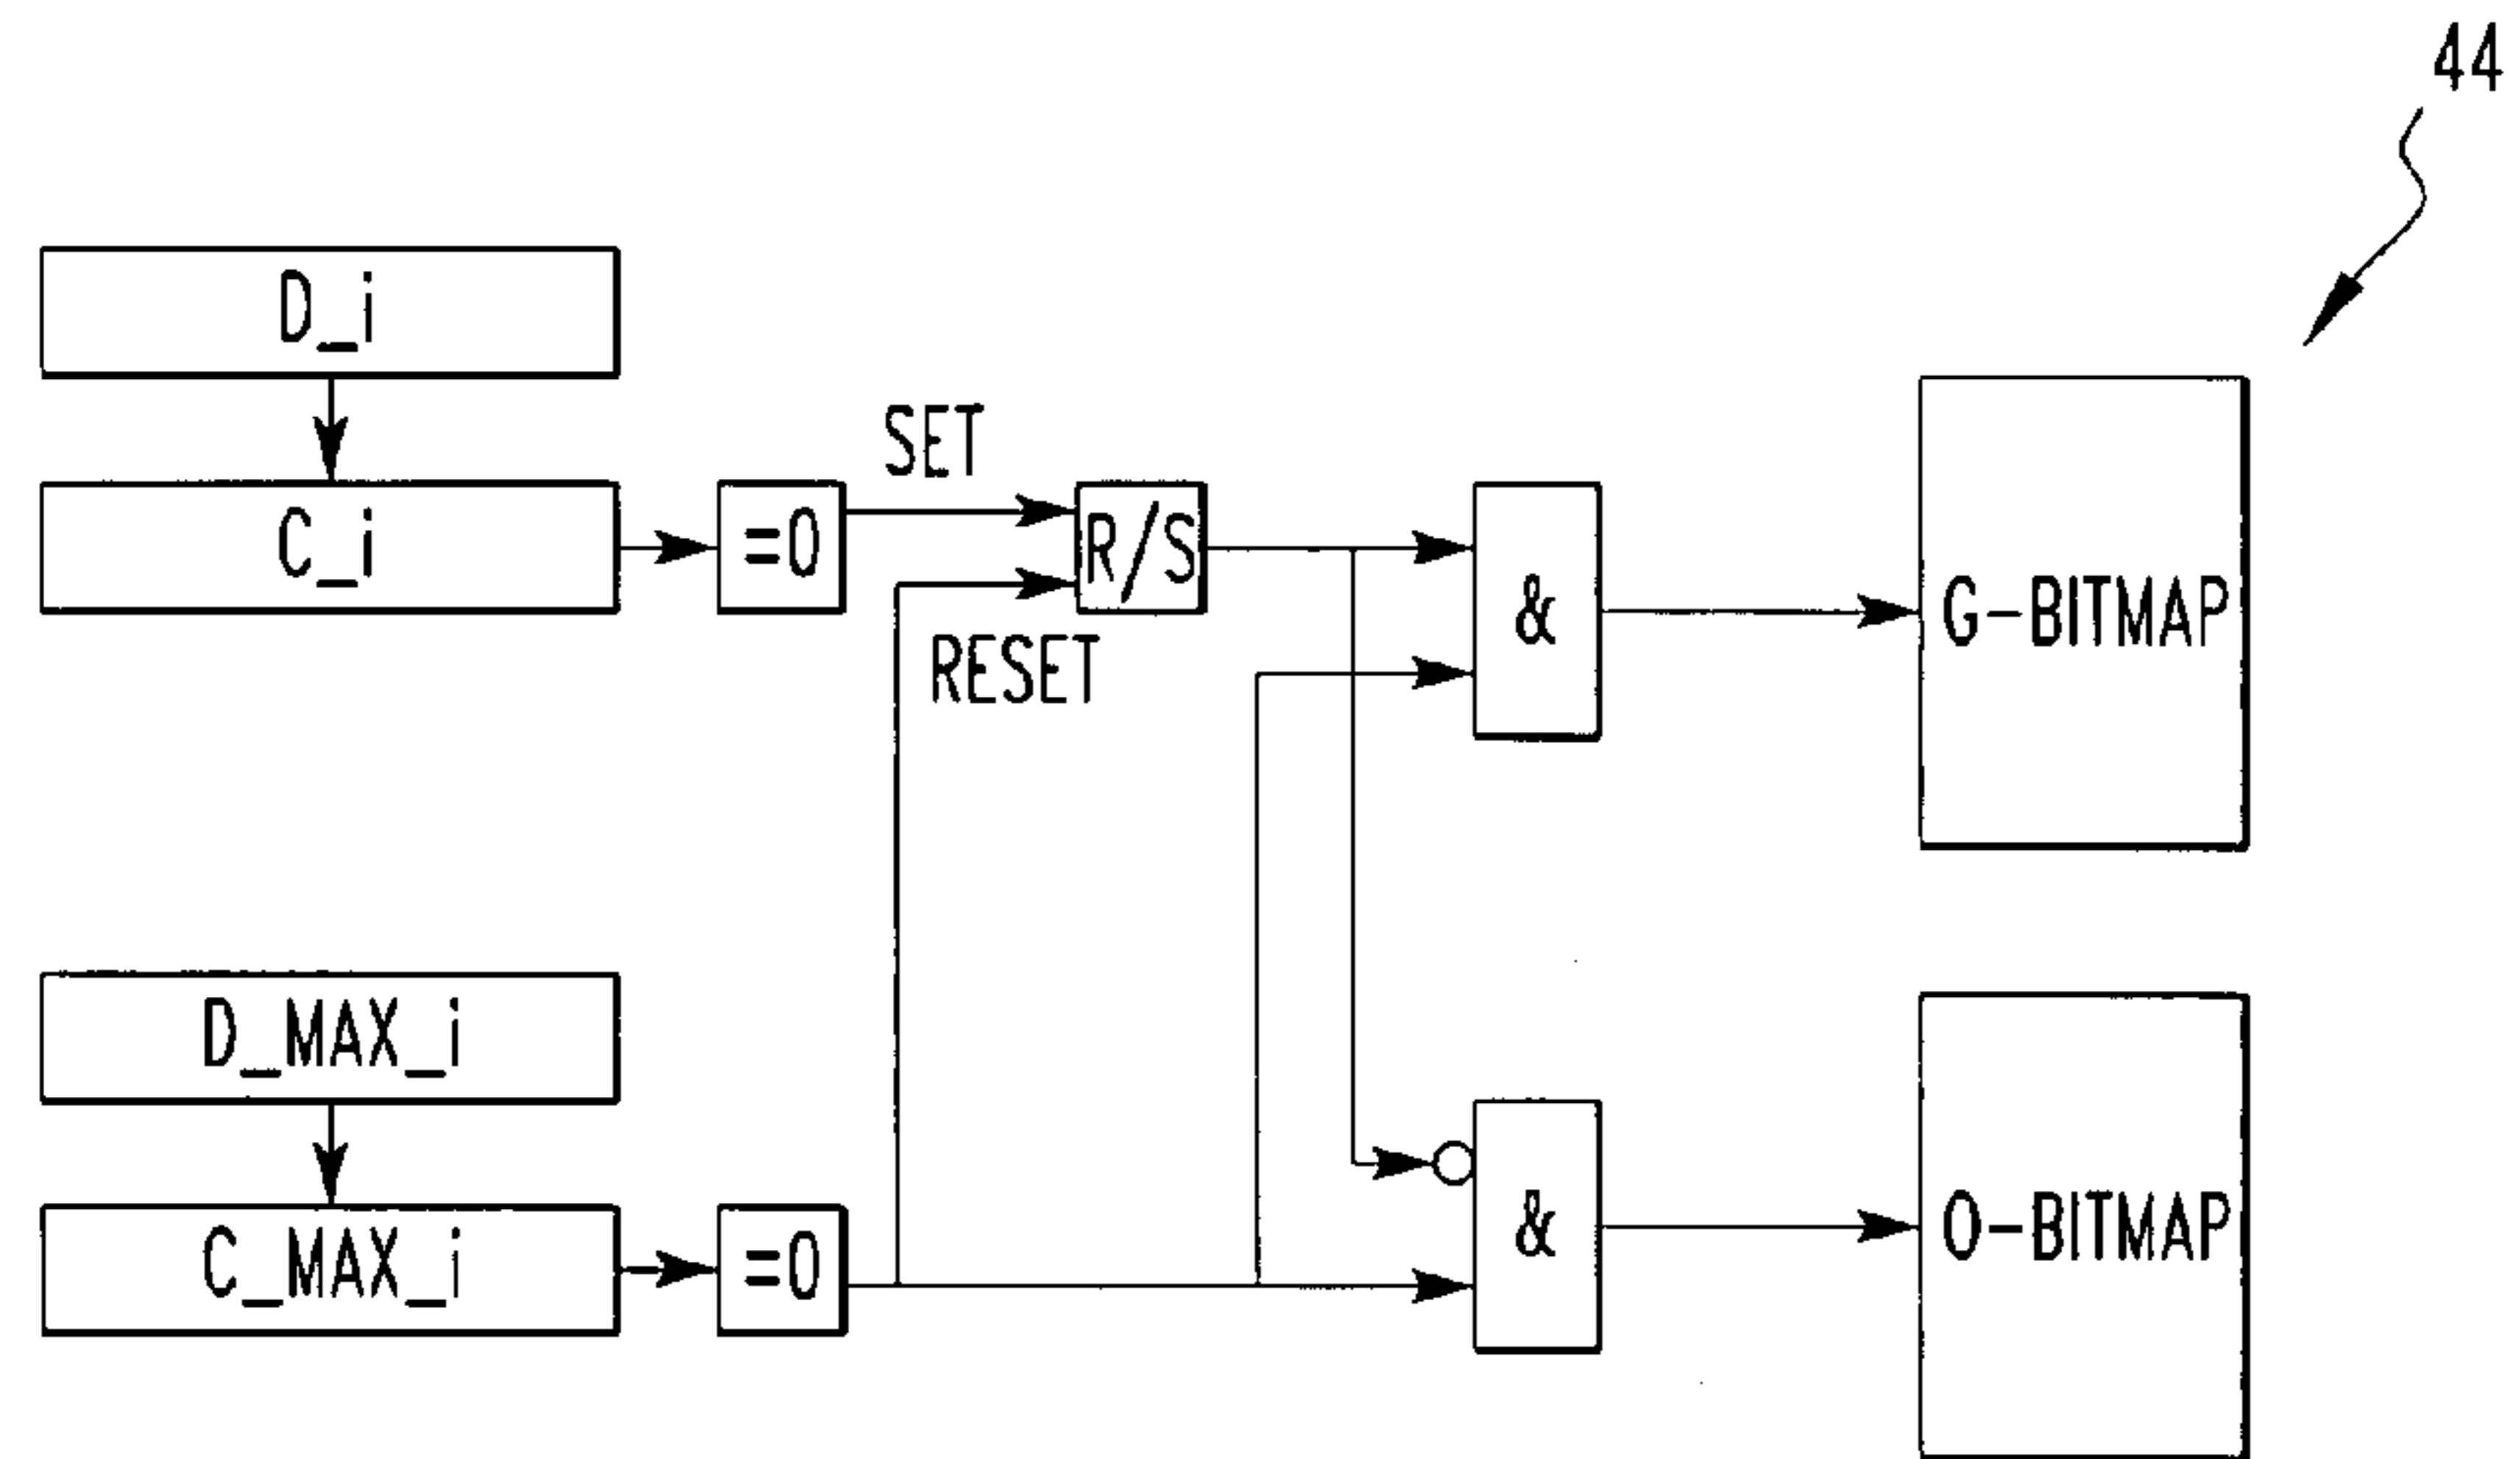 44
D_i
SET
C_i
=0
R/S
&
G-BITMAP
RESET
D_MAX_i
C_MAX_i
=0
&
O-BITMAP